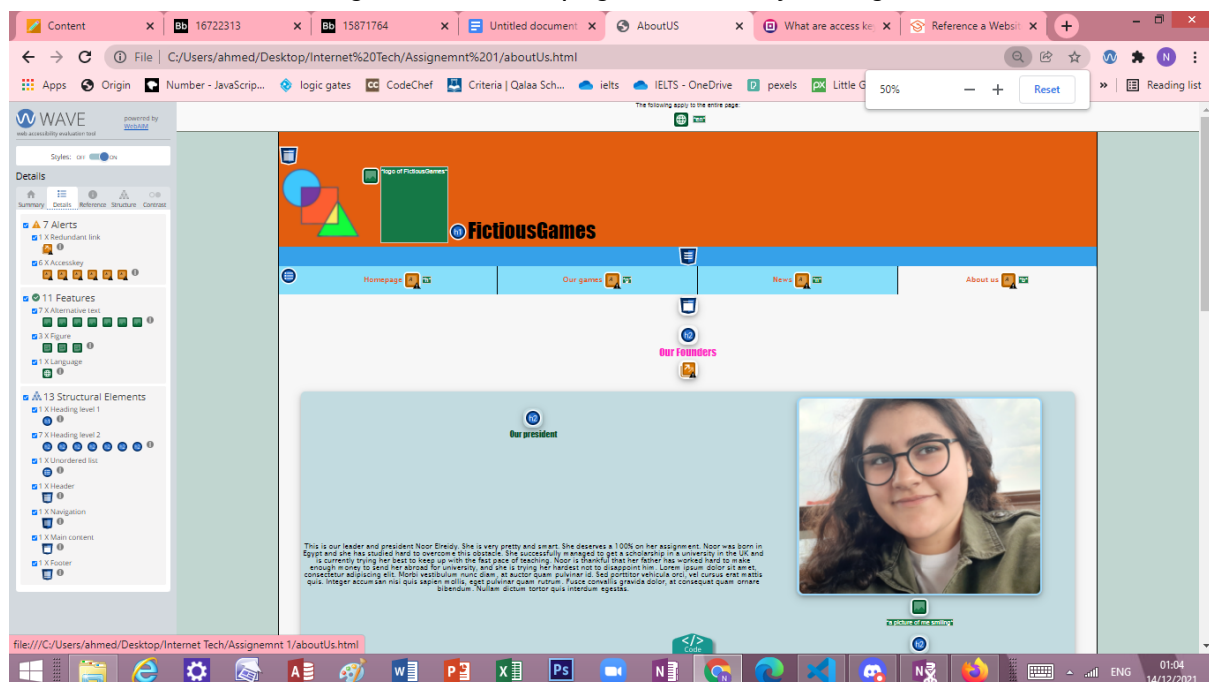 Content
16722313
15871764
Untitled document
AboutUS
What are access key
Reference a Websit
File | C:/Users/ahmed/Desktop/Internet%20Tech/Assignemnt%201/aboutUs.html
N
Apps
Origin
Number - JavaScrip...
logic gates
CodeChef
Criteria | Qalaa Sch...
ielts
IELTS - OneDrive
pexels
Little G
»
Reading list
50%
Reset
WAVE
web accessibility evaluation tool
powered by
WebAIM
Styles: OFF ON
Details
Summary Details Reference Structure Contrast
7 Alerts
1 X Redundant link
6 X Accesskey
11 Features
7 X Alternative text
3 X Figure
1 X Language
13 Structural Elements
1 X Heading level 1
7 X Heading level 2
1 X Unordered list
1 X Header
1 X Navigation
1 X Main content
1 X Footer
The following apply to the entire page:
"logo of FictiousGames"
FictiousGames
Homepage
Our games
News
About us
Our Founders
Our president
This is our leader and president Noor Elreidy. She is very pretty and smart. She deserves a 100% on her assignment. Noor was born in
Egypt and she has studied hard to overcome this obstacle. She successfully managed to get a scholarship in a university in the UK and
is currently trying her best to keep up with the fast pace of teaching. Noor is thankful that her father has worked hard to make
enough money to send her abroad for university, and she is trying her hardest not to disappoint him. Lorem ipsum dolor sit amet,
consectetur adipiscing elit. Morbi vestibulum nunc diam, at auctor quam pulvinar id. Sed porttitor vehicula orci, vel cursus erat mattis
quis. Integer accumsan nisi quis sapien mollis, eget pulvinar quam rutrum. Fusce convallis gravida dolor, at consequat quam ornare
bibendum. Nullam dictum tortor quis interdum egestas.
"a picture of me smiling"
</>
Code
file:///C:/Users/ahmed/Desktop/Internet Tech/Assignemnt 1/aboutUs.html
ENG
01:04
14/12/2021